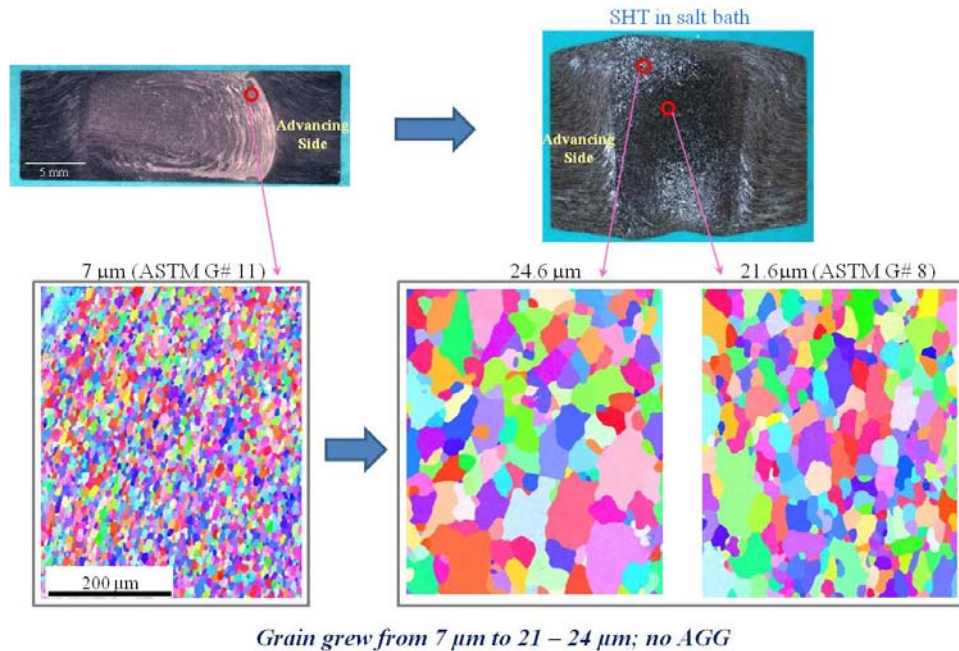 SHT in salt bath
Advancing
Side
5 mm
Advancing
Side
7 µm (ASTM G# 11)
24.6 µm
21.6µm (ASTM G# 8)
200 µm
Grain grew from 7 µm to 21 – 24 µm; no AGG